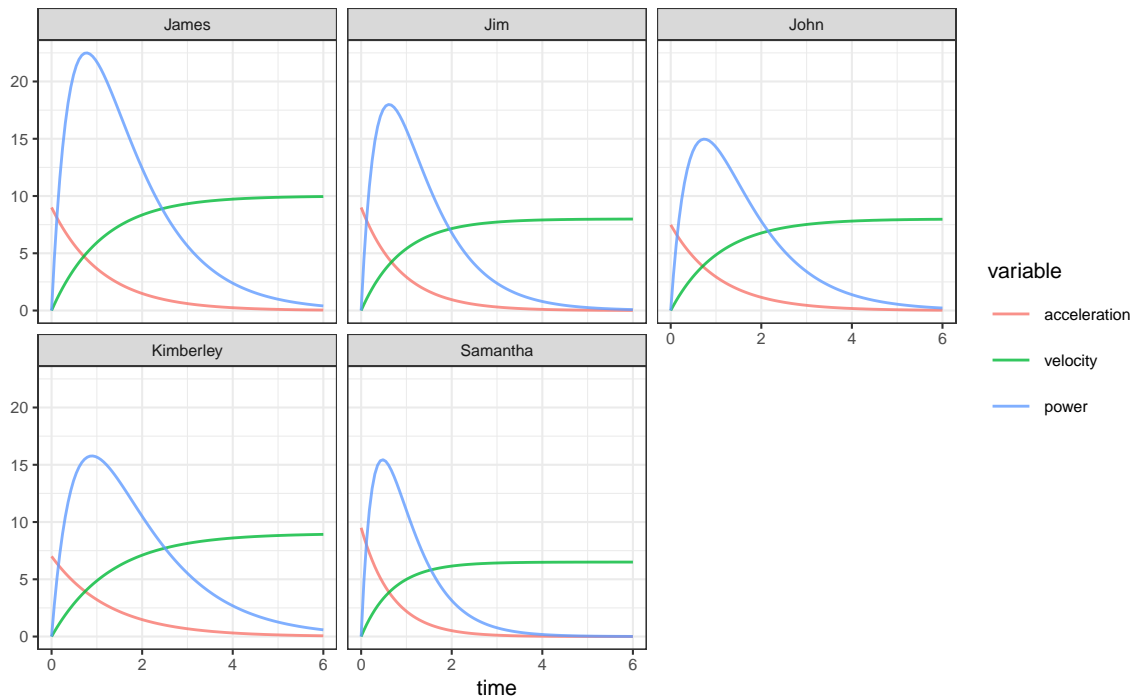 James Jim John
20
15
10
5
0
0 2 4 6
Kimberley Samantha
20
15
10
5
0
0 2 4 6 0 2 4 6
time
variable
acceleration
velocity
power